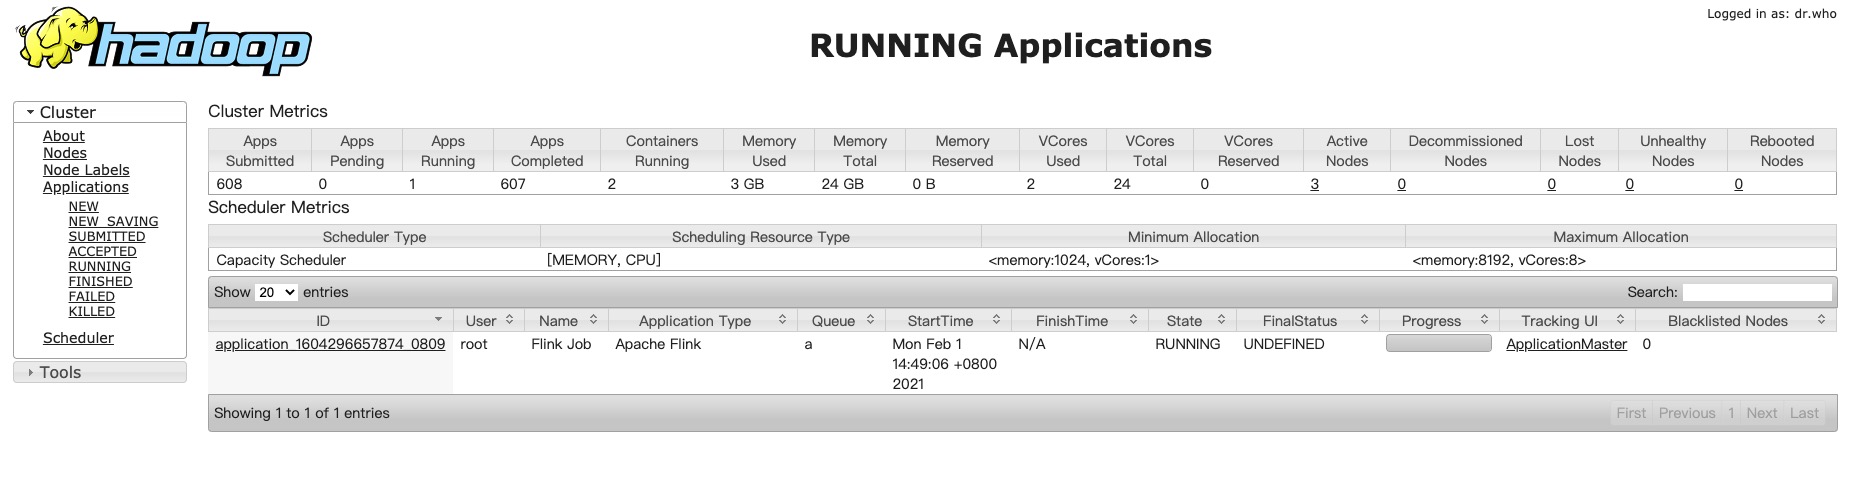 hadoop
Logged in as: dr.who
RUNNING Applications
Cluster
About
Nodes
Node Labels
Applications
NEW
NEW_SAVING
SUBMITTED
ACCEPTED
RUNNING
FINISHED
FAILED
KILLED
Scheduler
Tools
Cluster Metrics
Apps Submitted Apps Pending Apps Running Apps Completed Containers Running Memory Used Memory Total Memory Reserved VCores Used VCores Total VCores Reserved Active Nodes Decommissioned Nodes Lost Nodes Unhealthy Nodes Rebooted Nodes
608 0 1 607 2 3 GB 24 GB 0 B 2 24 0 3 0 0 0 0
Scheduler Metrics
Scheduler Type Scheduling Resource Type Minimum Allocation Maximum Allocation
Capacity Scheduler [MEMORY, CPU] <memory:1024, vCores:1> <memory:8192, vCores:8>
Show 20 entries Search:
ID User Name Application Type Queue StartTime FinishTime State FinalStatus Progress Tracking UI Blacklisted Nodes
application_1604296657874_0809 root Flink Job Apache Flink a Mon Feb 1 N/A RUNNING UNDEFINED ApplicationMaster 0
14:49:06 +0800
2021
Showing 1 to 1 of 1 entries First Previous 1 Next Last